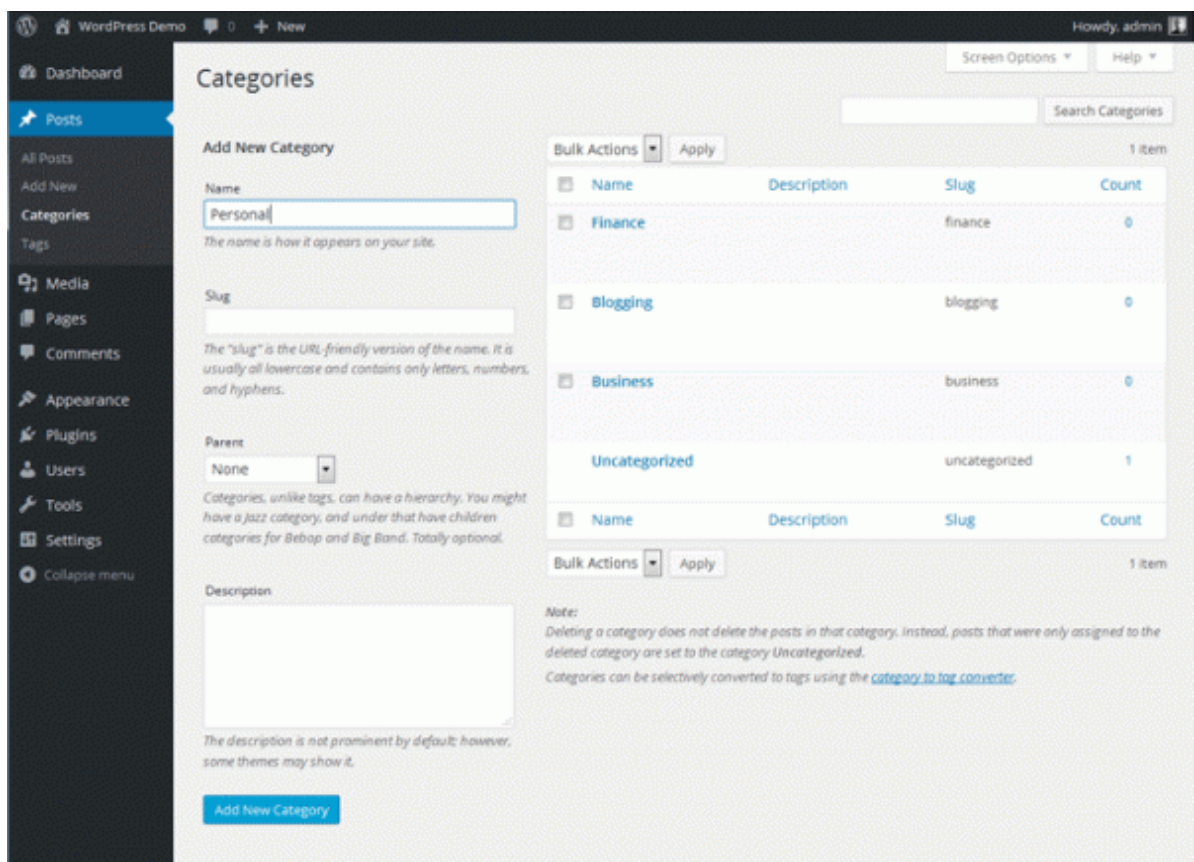 WordPress Demo 0 + New Howdy, admin
Dashboard
Posts
All Posts
Add New
Categories
Tags
Media
Pages
Comments
Appearance
Plugins
Users
Tools
Settings
Collapse menu
Screen Options Help
Categories
Search Categories
Add New Category
Name
Personal
The name is how it appears on your site.
Slug
The "slug" is the URL-friendly version of the name. It is
usually all lowercase and contains only letters, numbers,
and hyphens.
Parent
None
Categories, unlike tags, can have a hierarchy. You might
have a Jazz category, and under that have children
categories for Bebop and Big Band. Totally optional.
Description
The description is not prominent by default; however,
some themes may show it.
Add New Category
Bulk Actions Apply 1 item
Name Description Slug Count
Finance finance 0
Blogging blogging 0
Business business 0
Uncategorized uncategorized 1
Name Description Slug Count
Bulk Actions Apply 1 item
Note:
Deleting a category does not delete the posts in that category. Instead, posts that were only assigned to the
deleted category are set to the category Uncategorized.
Categories can be selectively converted to tags using the category to tag converter.